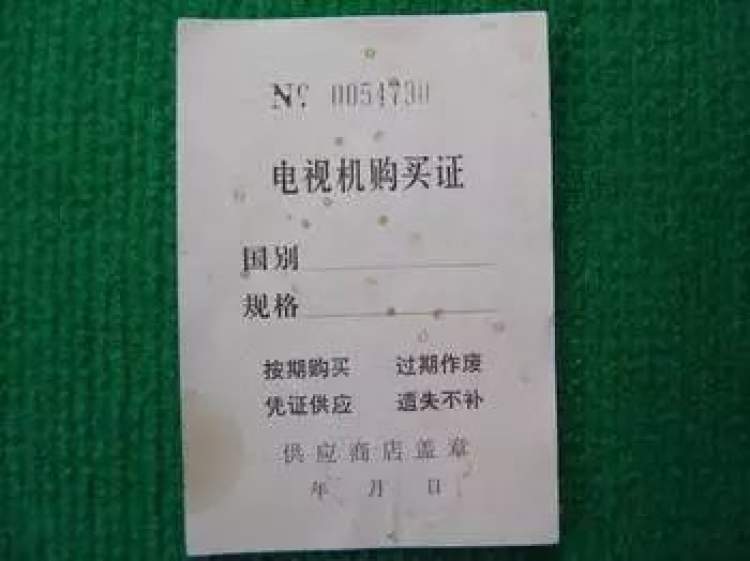 № 0054730
电视机购买证
国别
规格
按期购买 过期作废
凭证供应 遗失不补
供应商店盖章
年 月 日